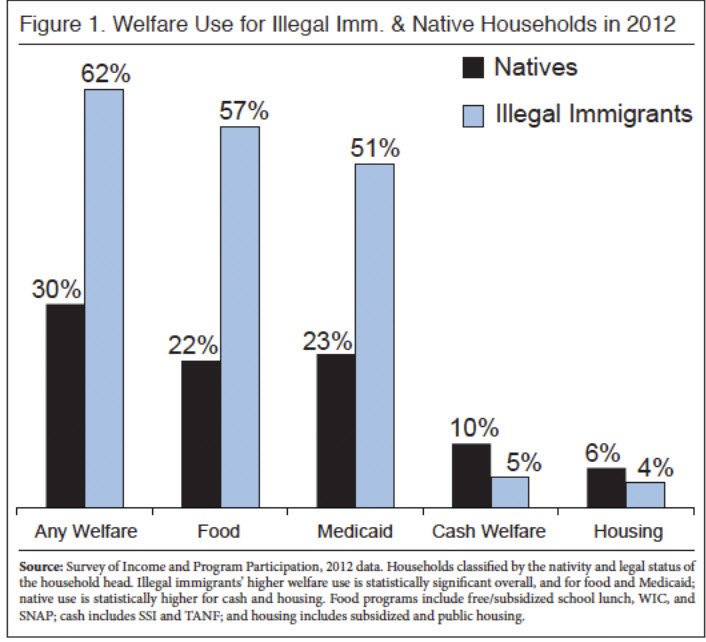 Figure 1. Welfare Use for Illegal Imm. & Native Households in 2012
Natives
Illegal Immigrants
62%
57%
51%
30%
22%
23%
10%
5%
6%
4%
Any Welfare
Food
Medicaid
Cash Welfare
Housing
Source: Survey of Income and Program Participation, 2012 data. Households classified by the nativity and legal status of
the household head. Illegal immigrants' higher welfare use is statistically significant overall, and for food and Medicaid;
native use is statistically higher for cash and housing. Food programs include free/subsidized school lunch, WIC, and
SNAP; cash includes SSI and TANF; and housing includes subsidized and public housing.